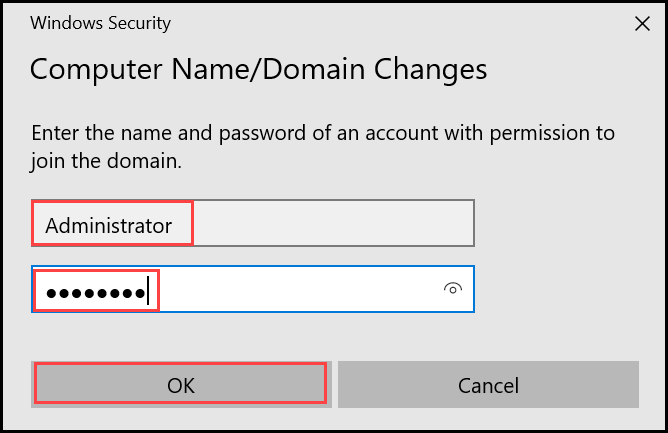 Windows Security
Computer Name/Domain Changes
Enter the name and password of an account with permission to
join the domain.
Administrator
●●●●●●●●
OK
Cancel